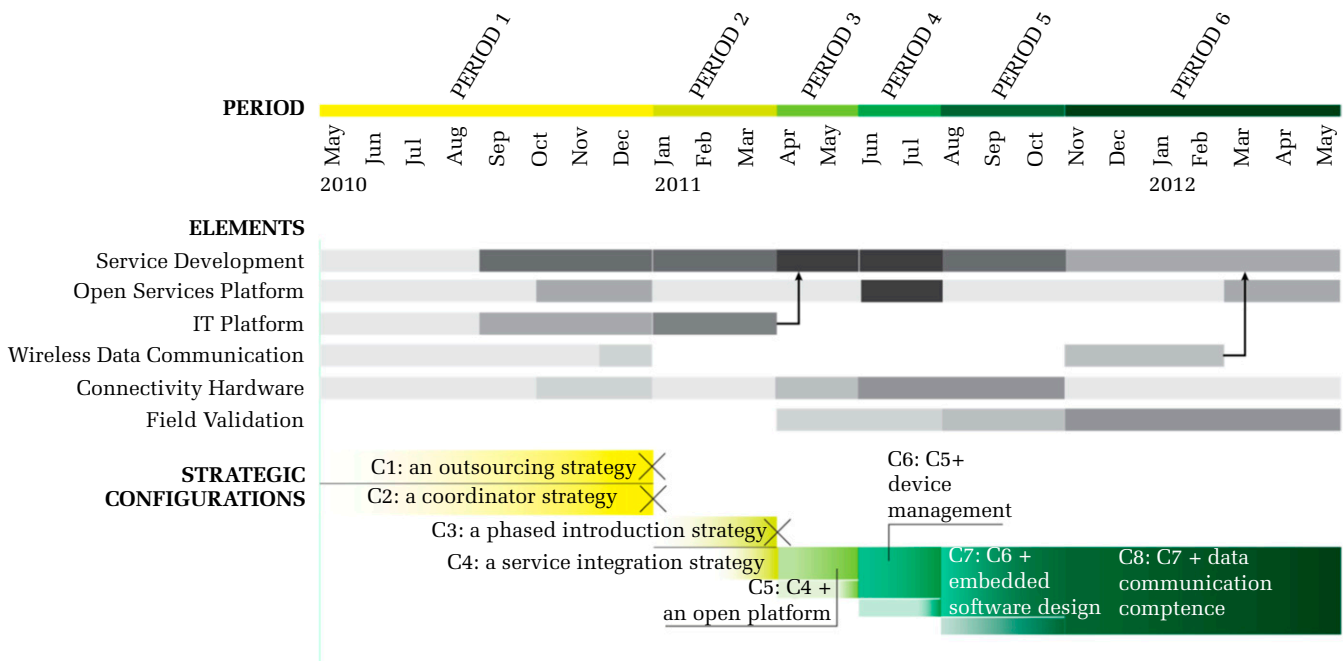 PERIOD 1
PERIOD 2
PERIOD 3
PERIOD 4
PERIOD 5
PERIOD 6
PERIOD
May Jun Jul Aug Sep Oct Nov Dec Jan Feb Mar Apr May Jun Jul Aug Sep Oct Nov Dec Jan Feb Mar Apr May
2010 2011 2012
ELEMENTS
Service Development
Open Services Platform
IT Platform
Wireless Data Communication
Connectivity Hardware
Field Validation
STRATEGIC
CONFIGURATIONS
C1: an outsourcing strategy
C2: a coordinator strategy
C3: a phased introduction strategy
C4: a service integration strategy
C5: C4 +
an open platform
C6: C5+
device
management
C7: C6 +
embedded
software design
C8: C7 + data
communication
comptence